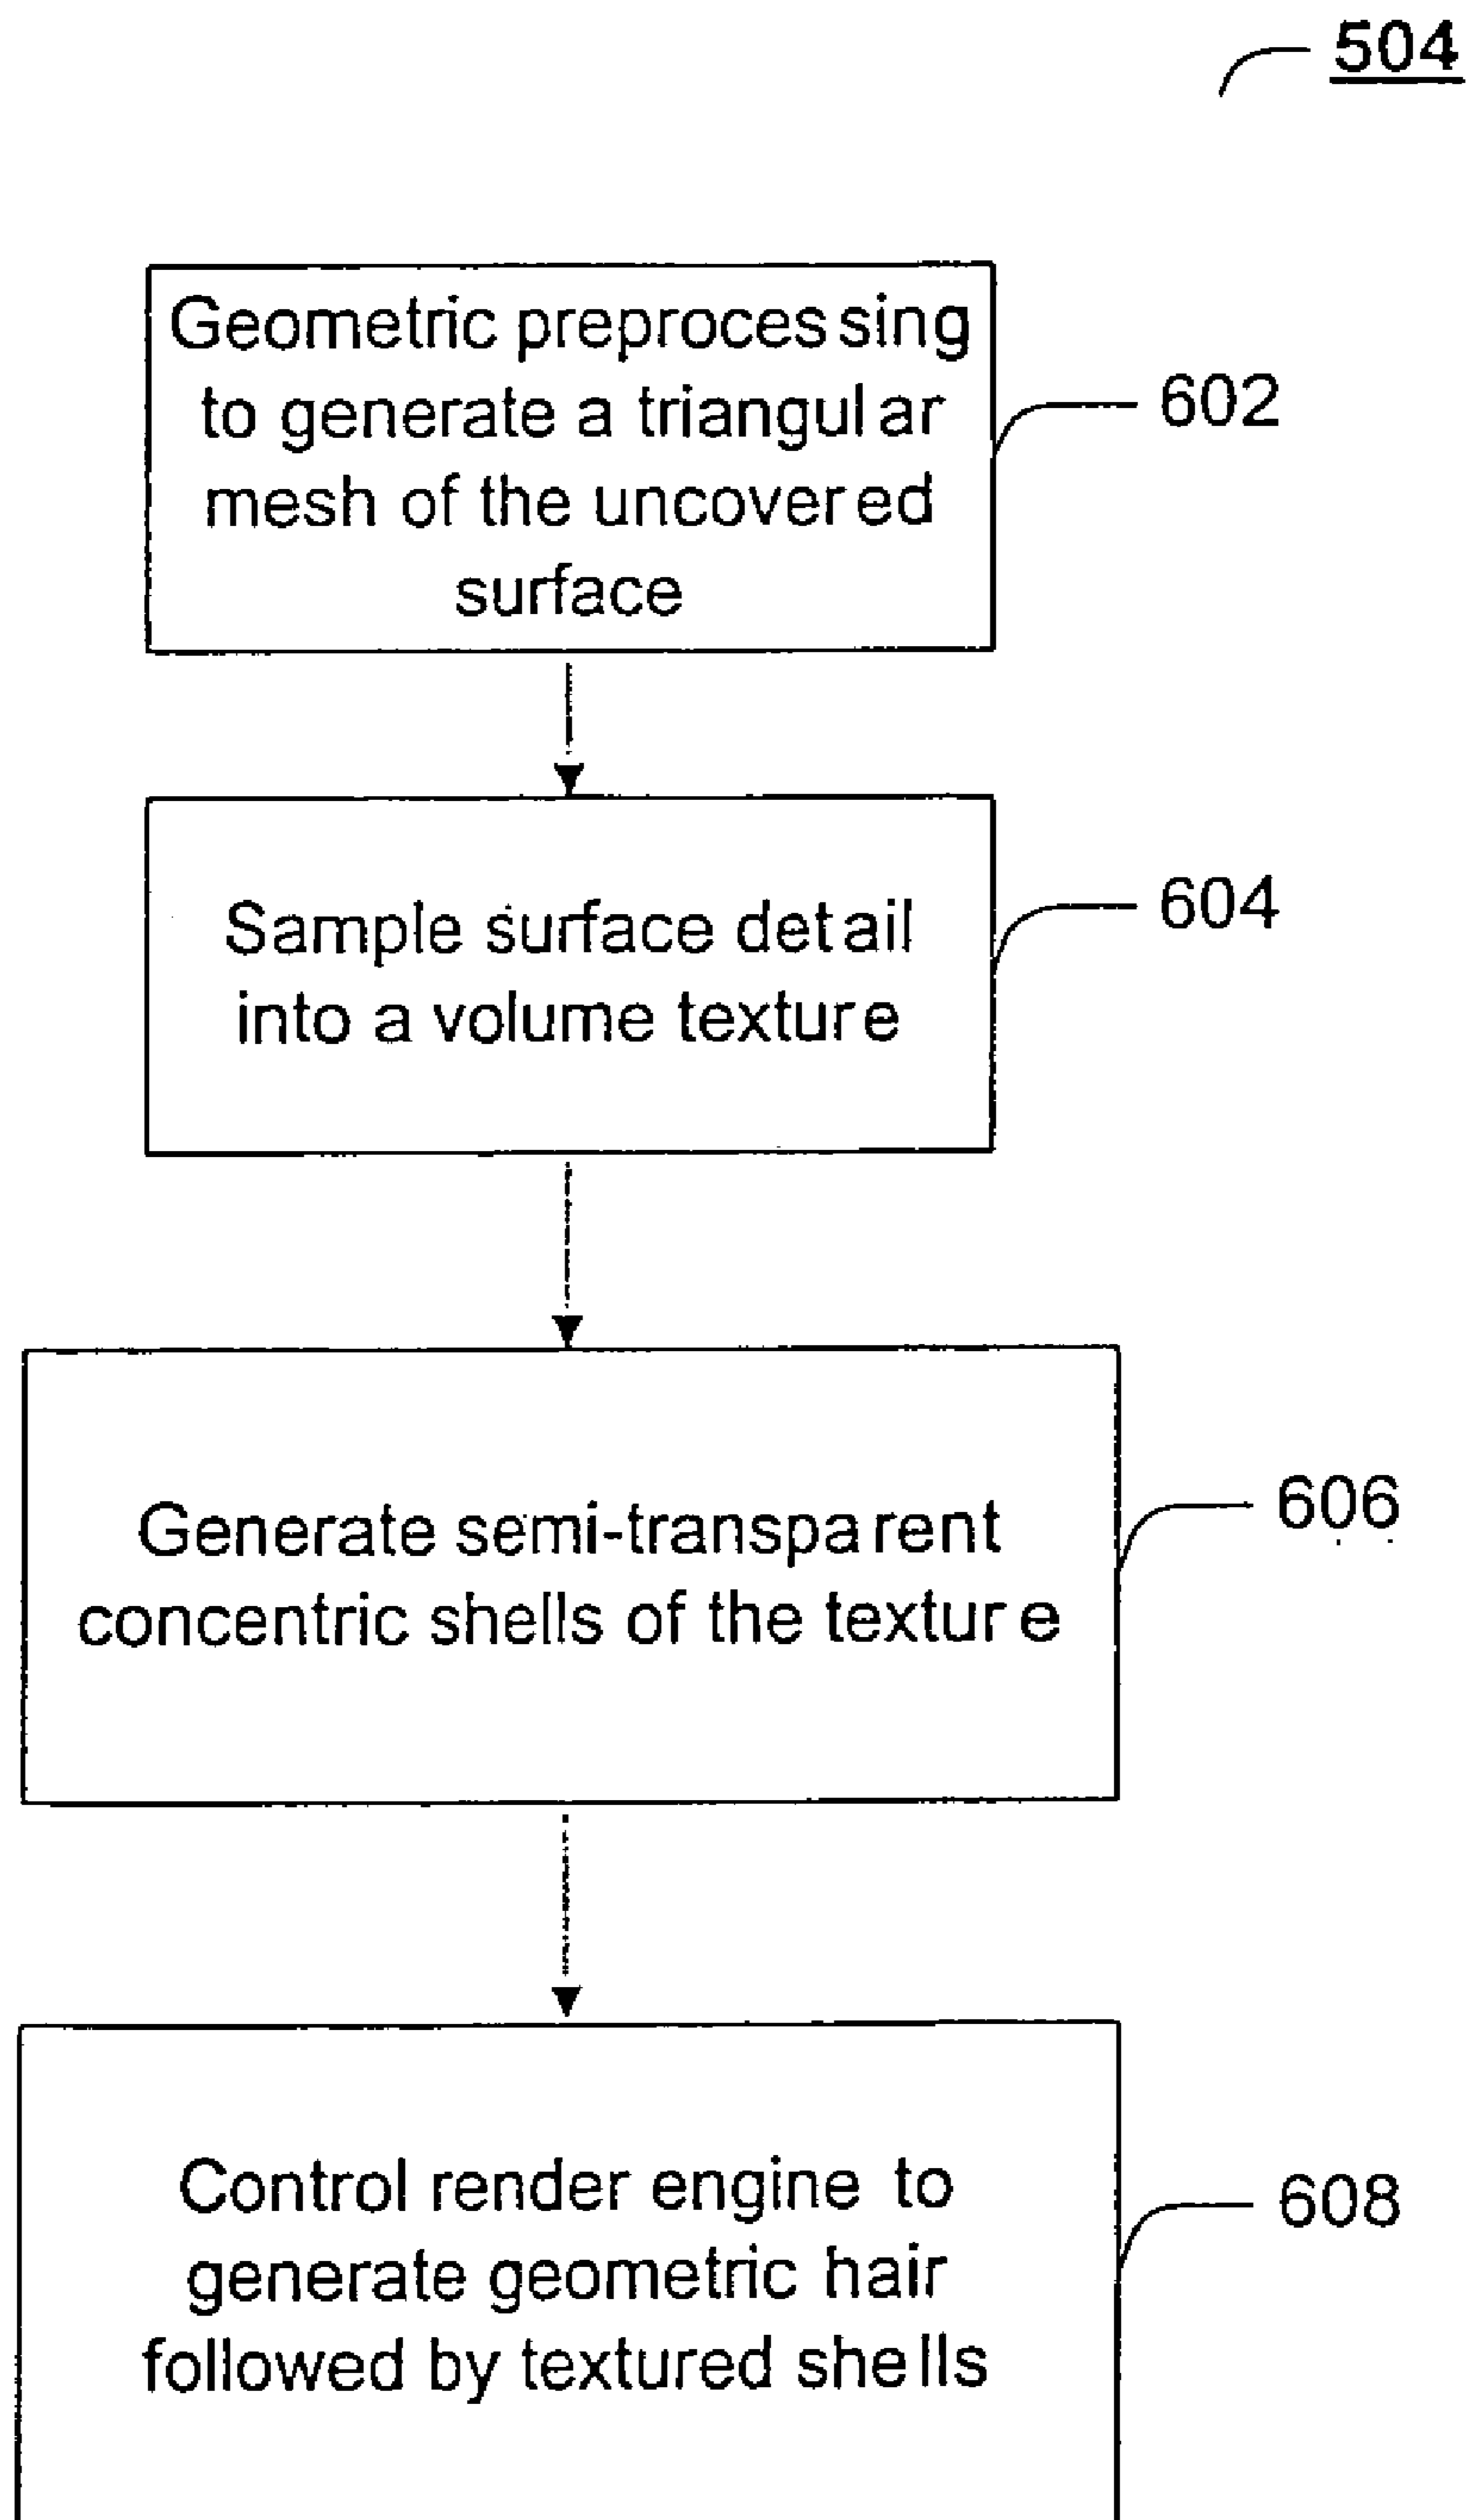 504
Geometric preprocessing
to generate a triangular
mesh of the uncovered
surface
602
Sample surface detail
into a volume texture
604
Generate semi-transparent
concentric shells of the texture
606
Control render engine to
generate geometric hair
followed by textured shells
608